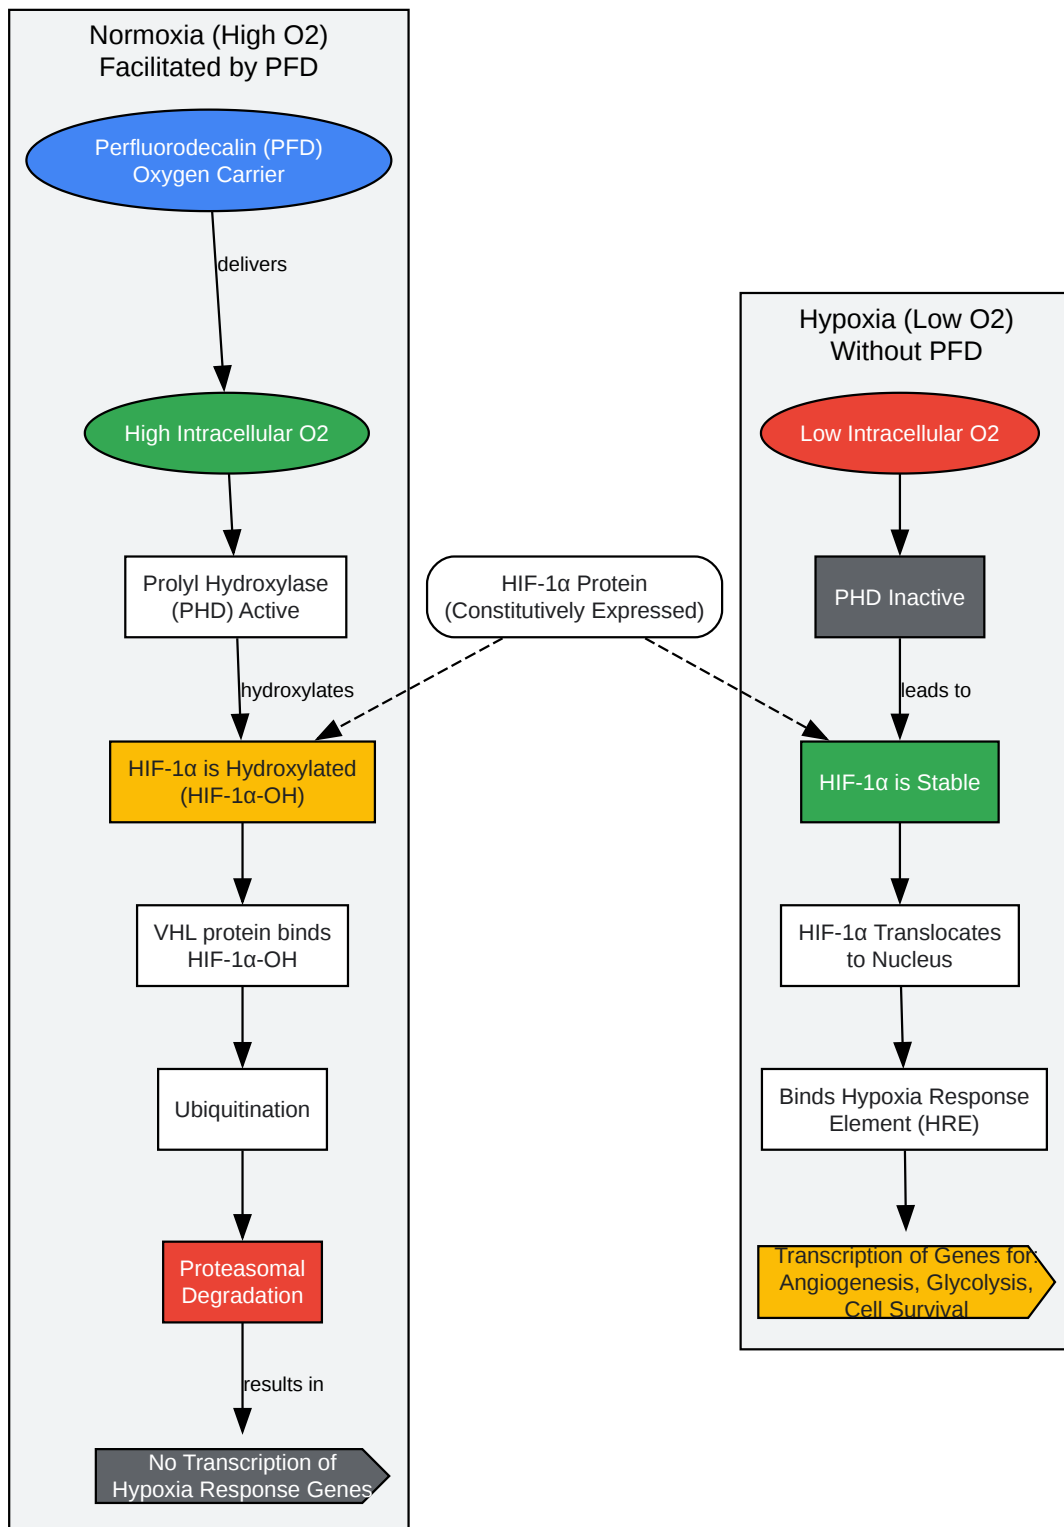 Normoxia (High O2)
Facilitated by PFD
Perfluorodecalin (PFD)
Oxygen Carrier
delivers
High Intracellular O2
Prolyl Hydroxylase
(PHD) Active
hydroxylates
HIF-1α is Hydroxylated
(HIF-1α-OH)
VHL protein binds
HIF-1α-OH
Ubiquitination
Proteasomal
Degradation
results in
No Transcription of
Hypoxia Response Genes
HIF-1α Protein
(Constitutively Expressed)
Hypoxia (Low O2)
Without PFD
Low Intracellular O2
PHD Inactive
leads to
HIF-1α is Stable
HIF-1α Translocates
to Nucleus
Binds Hypoxia Response
Element (HRE)
Transcription of Genes for:
Angiogenesis, Glycolysis,
Cell Survival